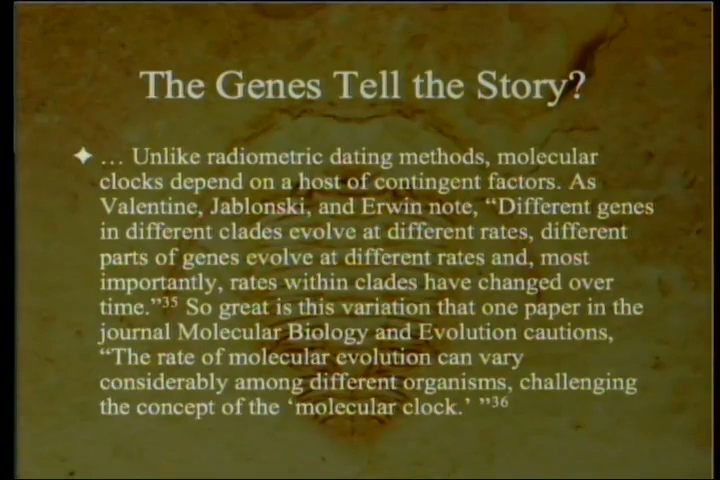 The Genes Tell the Story?
… Unlike radiometric dating methods, molecular
clocks depend on a host of contingent factors. As
Valentine, Jablonski, and Erwin note, “Different genes
in different clades evolve at different rates, different
parts of genes evolve at different rates and, most
importantly, rates within clades have changed over
time.”³⁵ So great is this variation that one paper in the
journal Molecular Biology and Evolution cautions,
“The rate of molecular evolution can vary
considerably among different organisms, challenging
the concept of the ‘molecular clock.’ ”³⁶